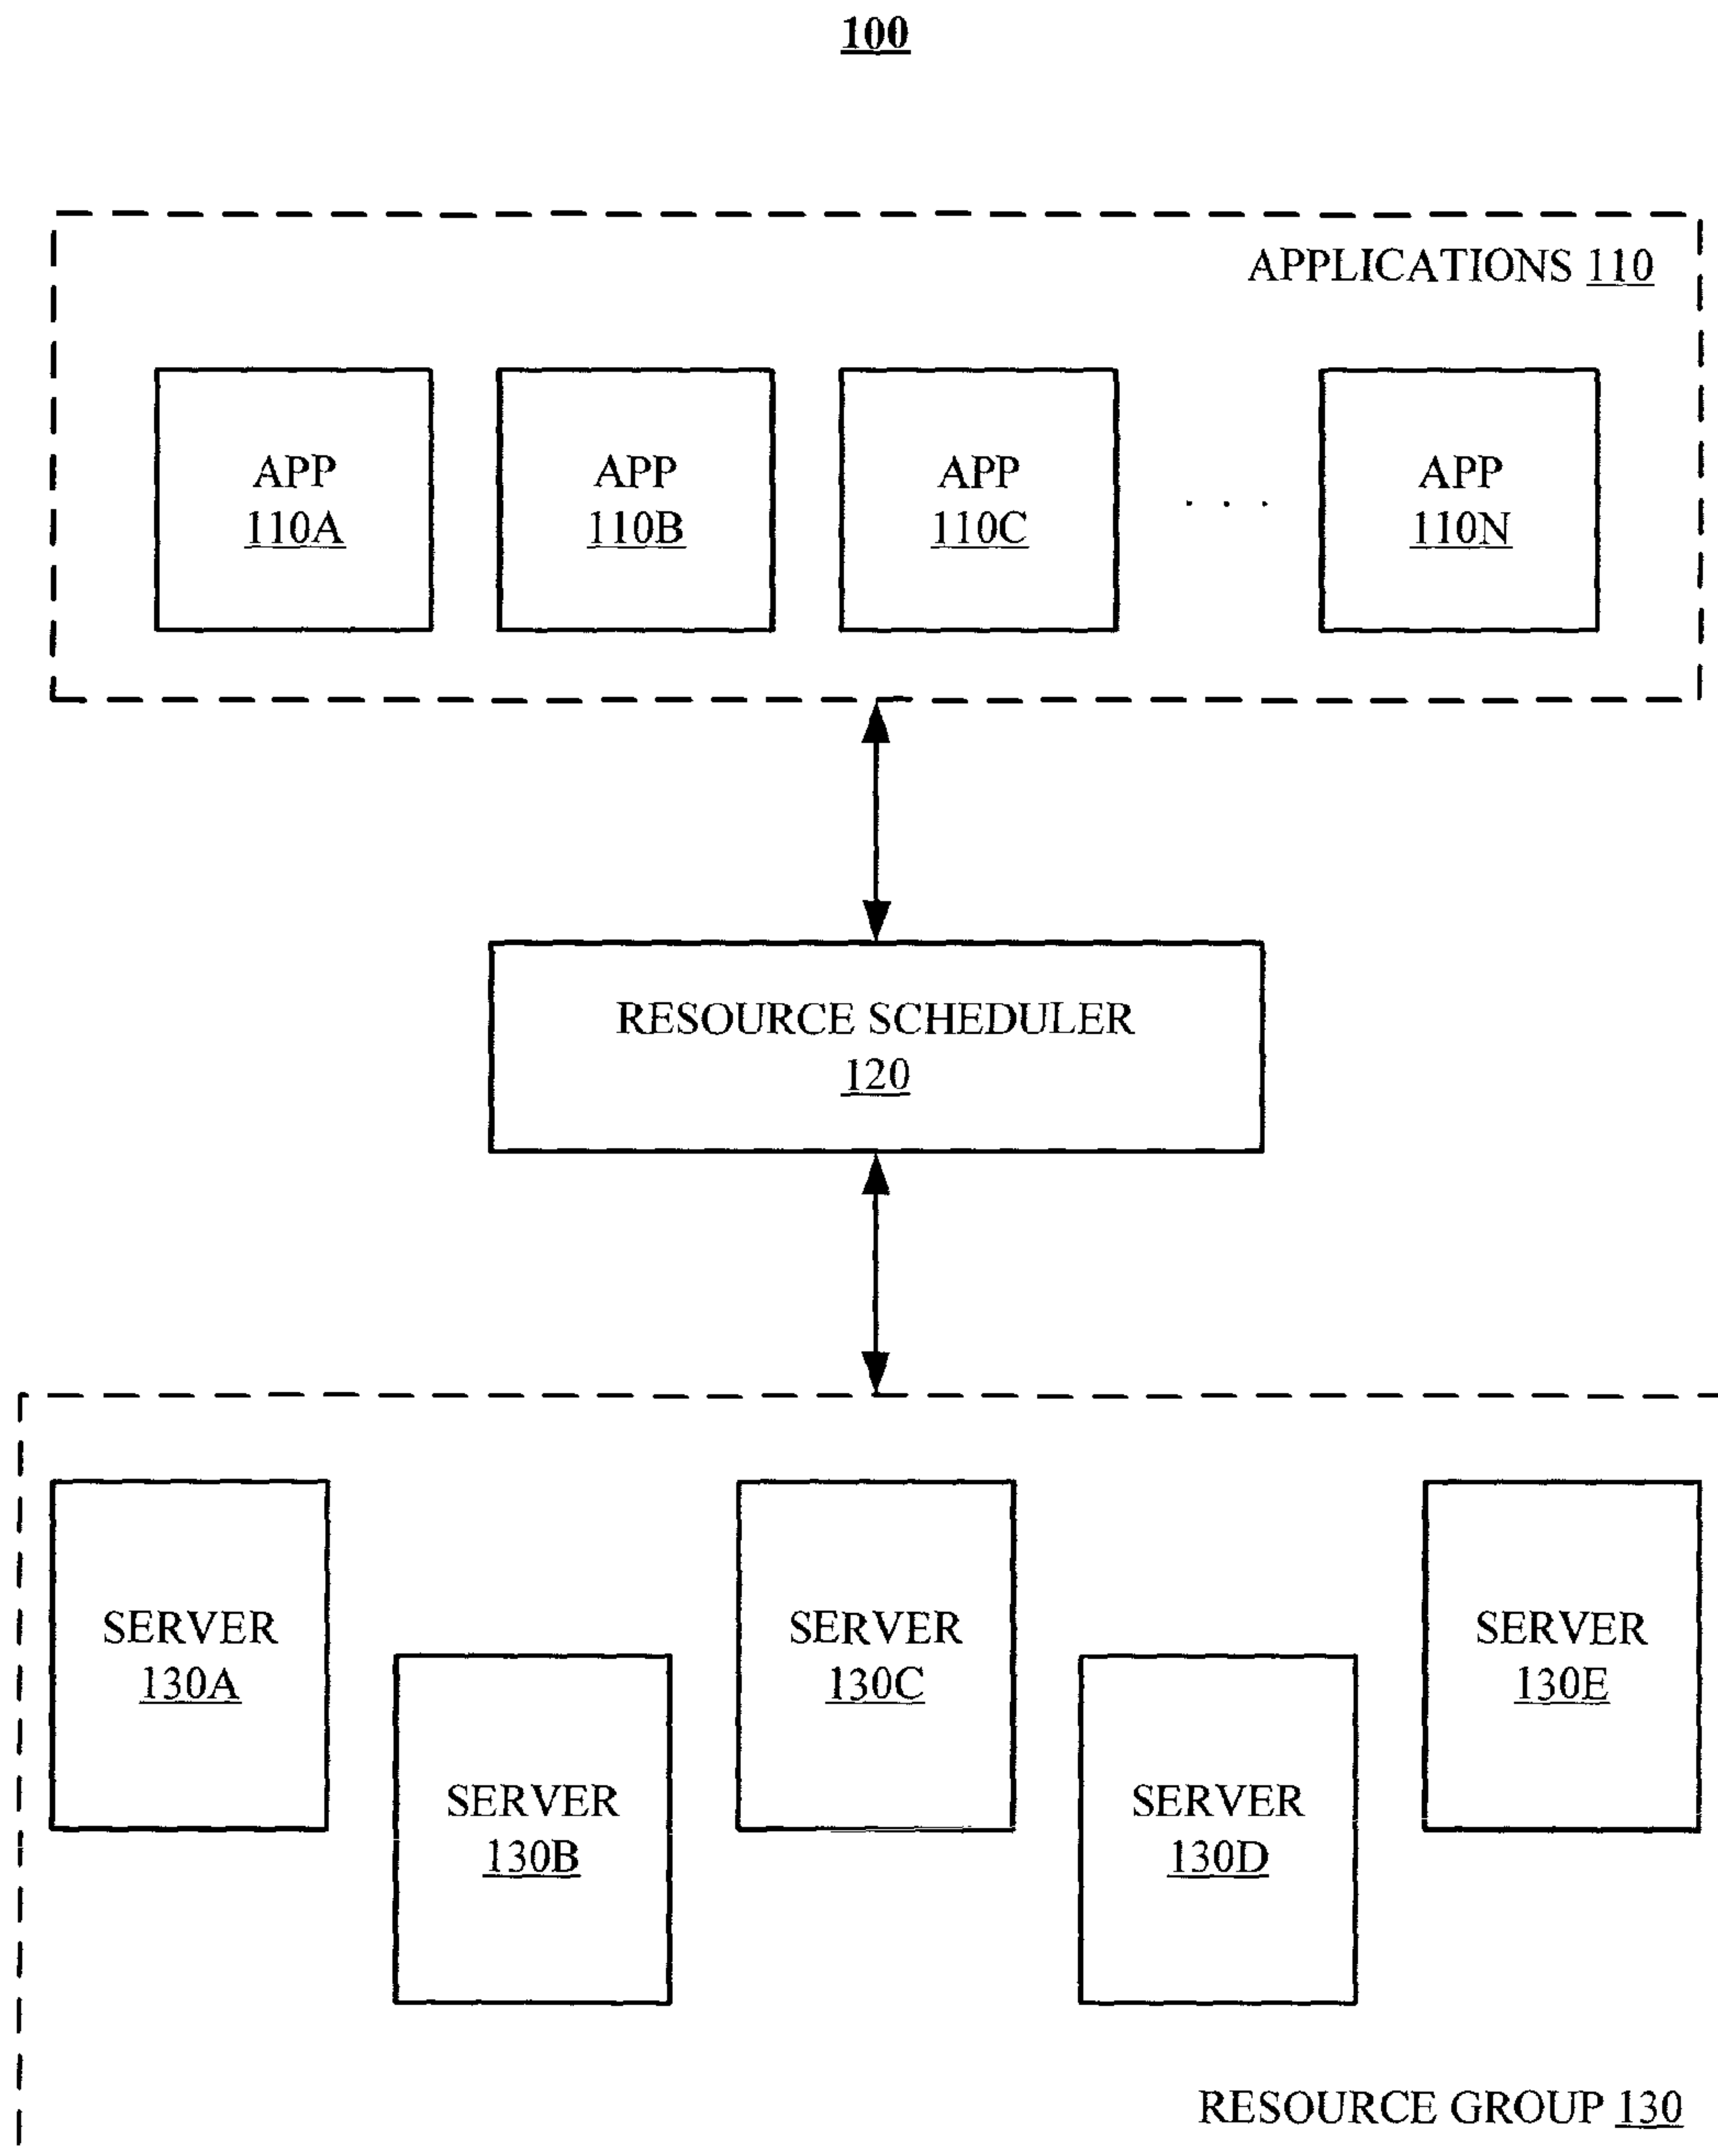 100
APPLICATIONS 110
APP
110A
APP
110B
APP
110C
. . .
APP
110N
RESOURCE SCHEDULER
120
SERVER
130A
SERVER
130B
SERVER
130C
SERVER
130D
SERVER
130E
RESOURCE GROUP 130